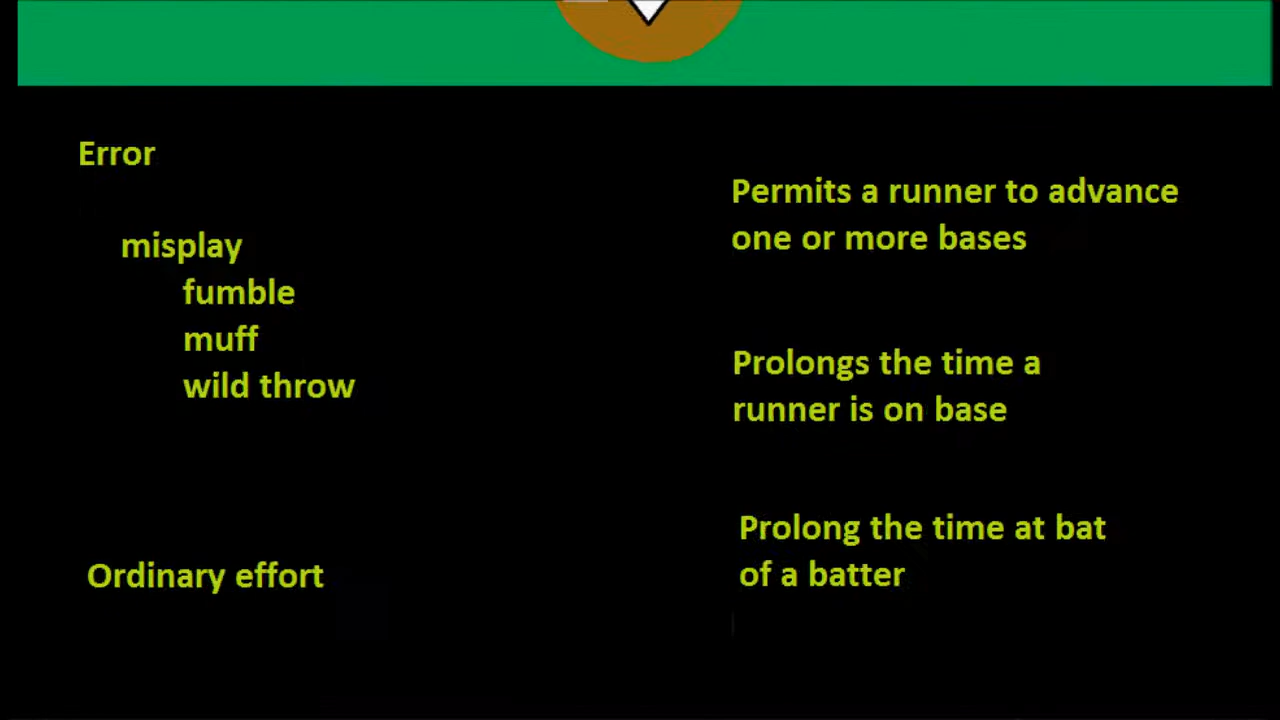 Error
misplay
fumble
muff
wild throw
Ordinary effort
Permits a runner to advance
one or more bases
Prolongs the time a
runner is on base
Prolong the time at bat
of a batter